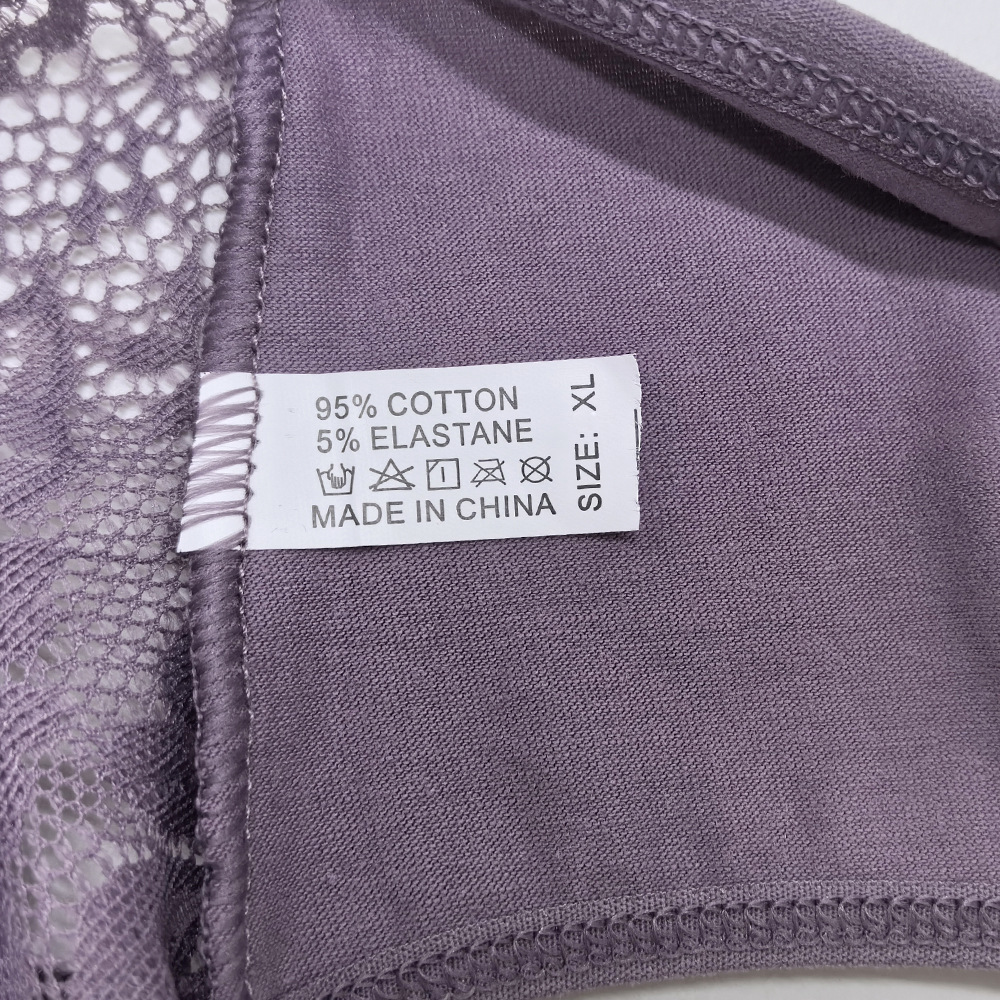 95% COTTON
5% ELASTANE
MADE IN CHINA
SIZE: XL